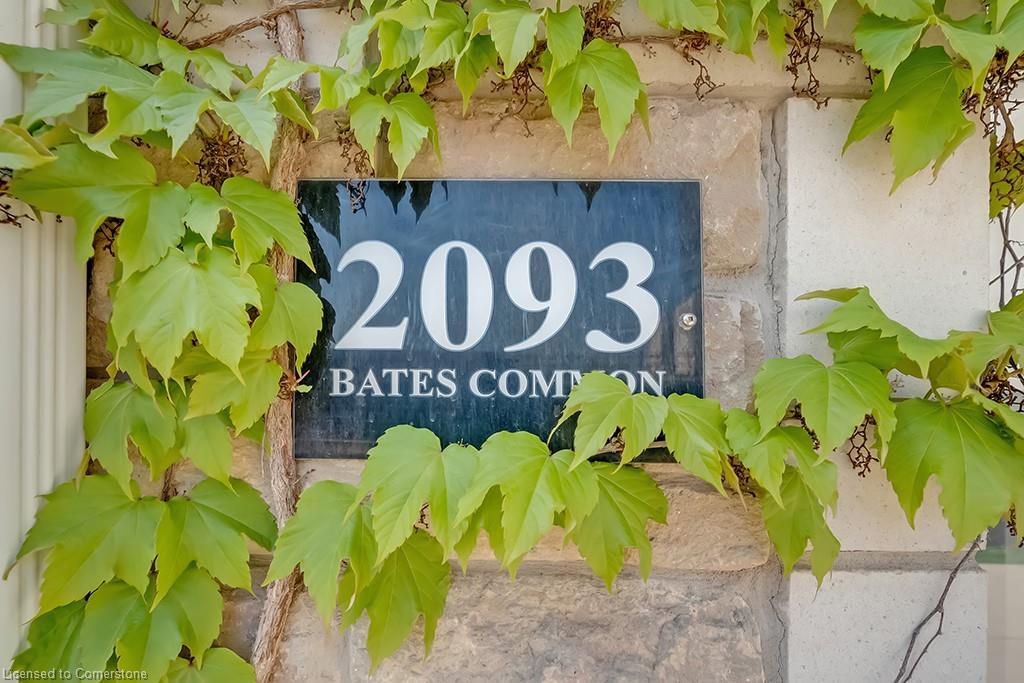 2093
BATES COMMON
Licensed to Cornerstone